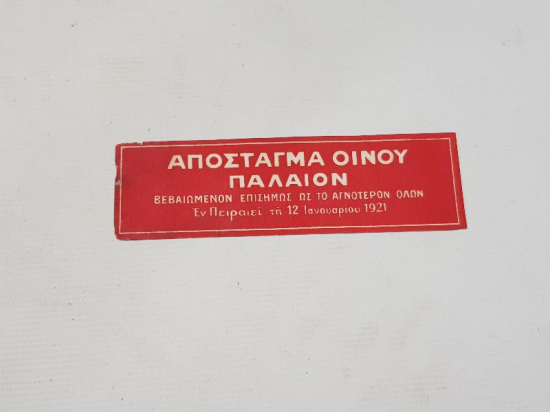 ΑΠΟΣΤΑΓΜΑ ΟΙΝΟΥ
ΠΑΛΑΙΟΝ
ΒΕΒΑΙΩΜΕΝΟΝ ΕΠΙΣΗΜΩΣ ΩΣ ΤΟ ΑΓΝΟΤΕΡΟΝ ΟΛΩΝ
Ἐν Πειραιεῖ τῇ 12 Ἰανουαρίου 1921